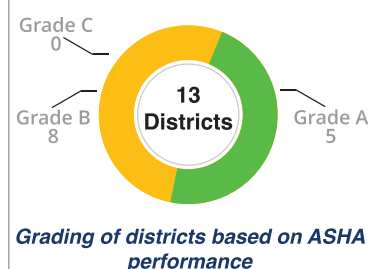 Grade C
0
13
Districts
Grade B
8
Grade A
5
Grading of districts based on ASHA
performance